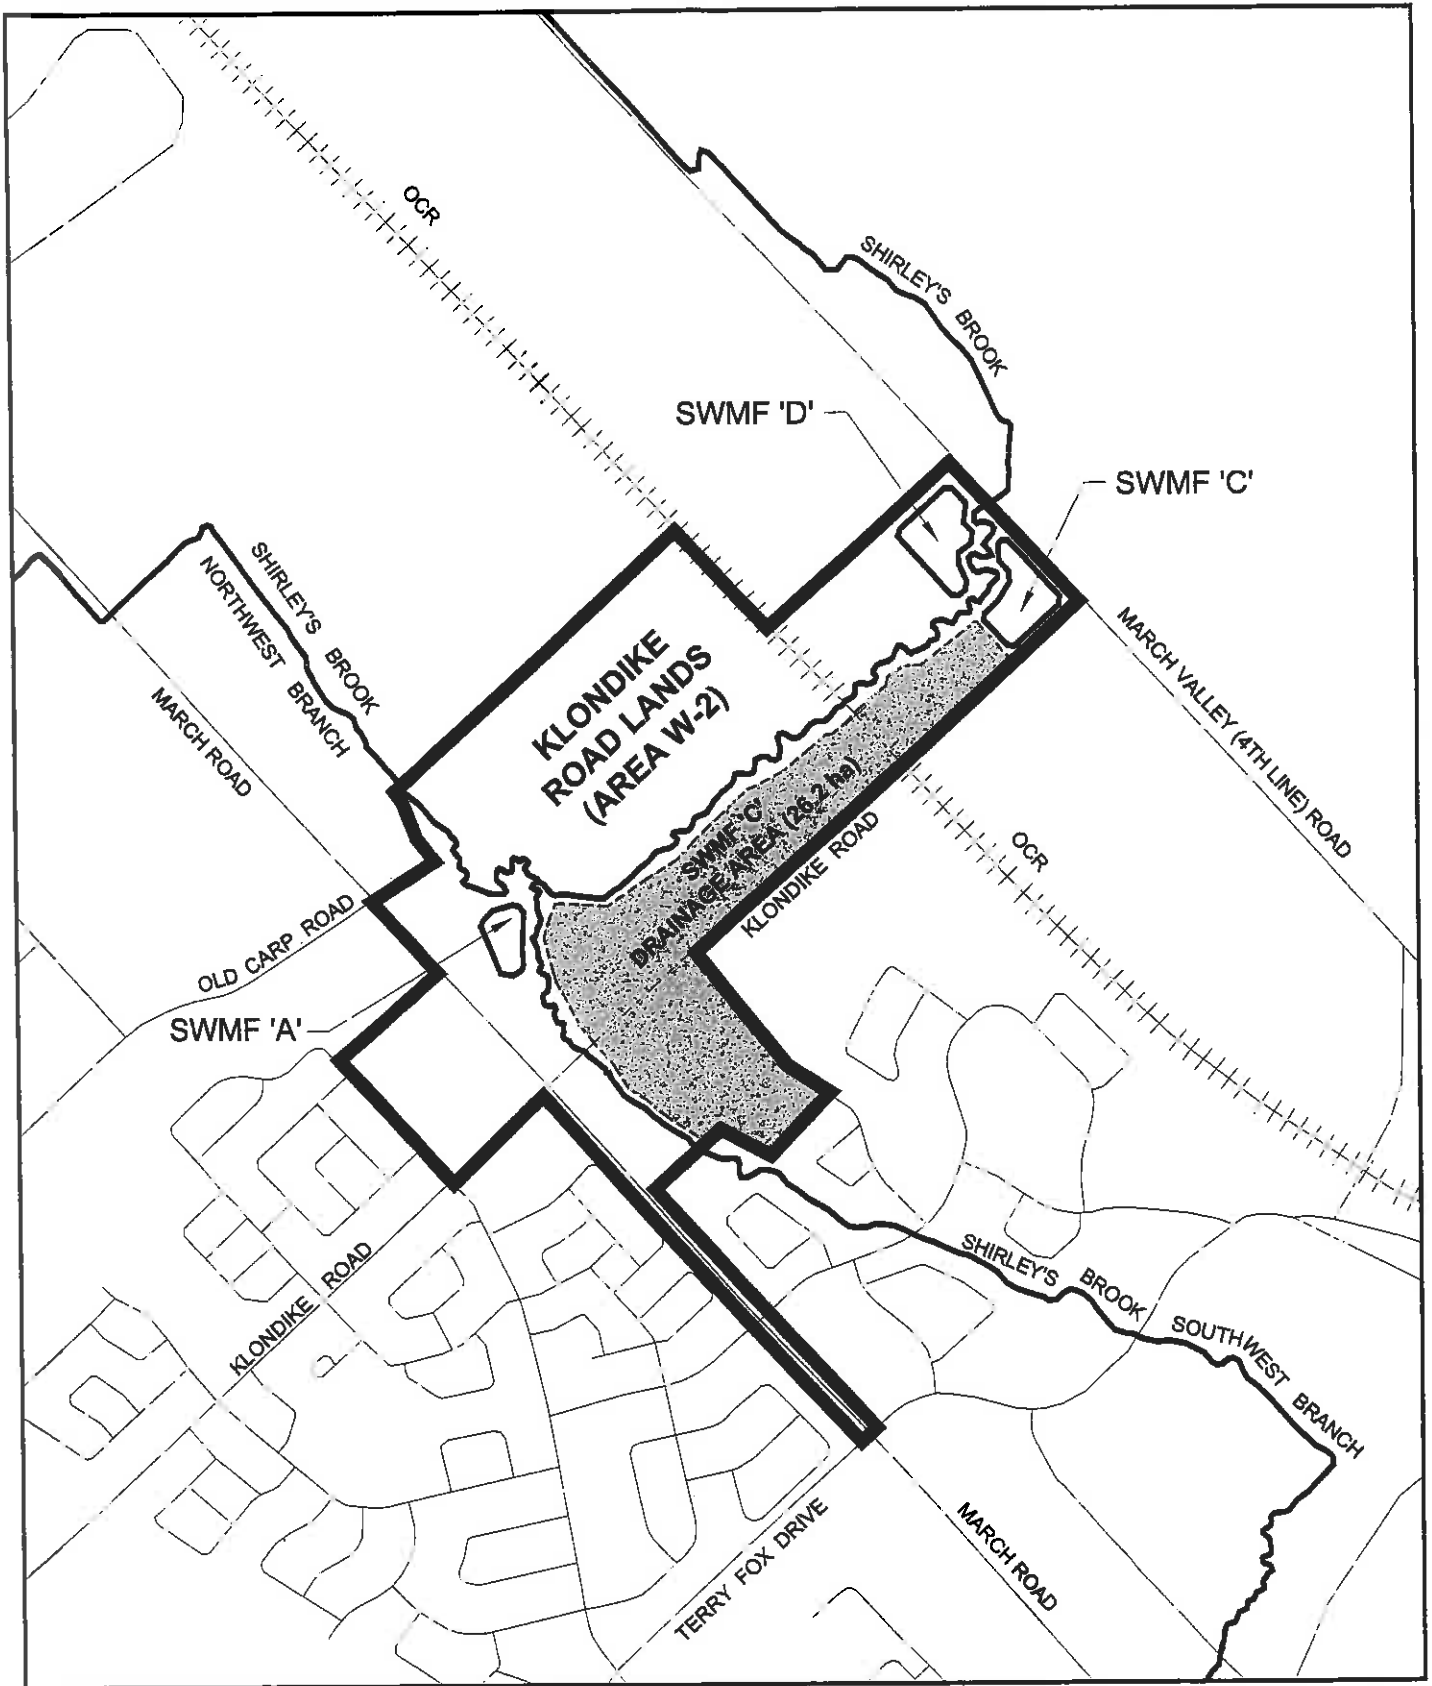 OCR
SHIRLEY'S BROOK
SWMF 'D'
SWMF 'C'
SHIRLEY'S BROOK
NORTHWEST BRANCH
MARCH ROAD
KLONDIKE
ROAD LANDS
(AREA W-2)
MARCH VALLEY (4TH LINE) ROAD
SWMF 'C'
DRAINAGE AREA (26.2 ha)
KLONDIKE ROAD
OCR
OLD CARP ROAD
SWMF 'A'
KLONDIKE ROAD
SHIRLEY'S BROOK SOUTHWEST BRANCH
TERRY FOX DRIVE
MARCH ROAD